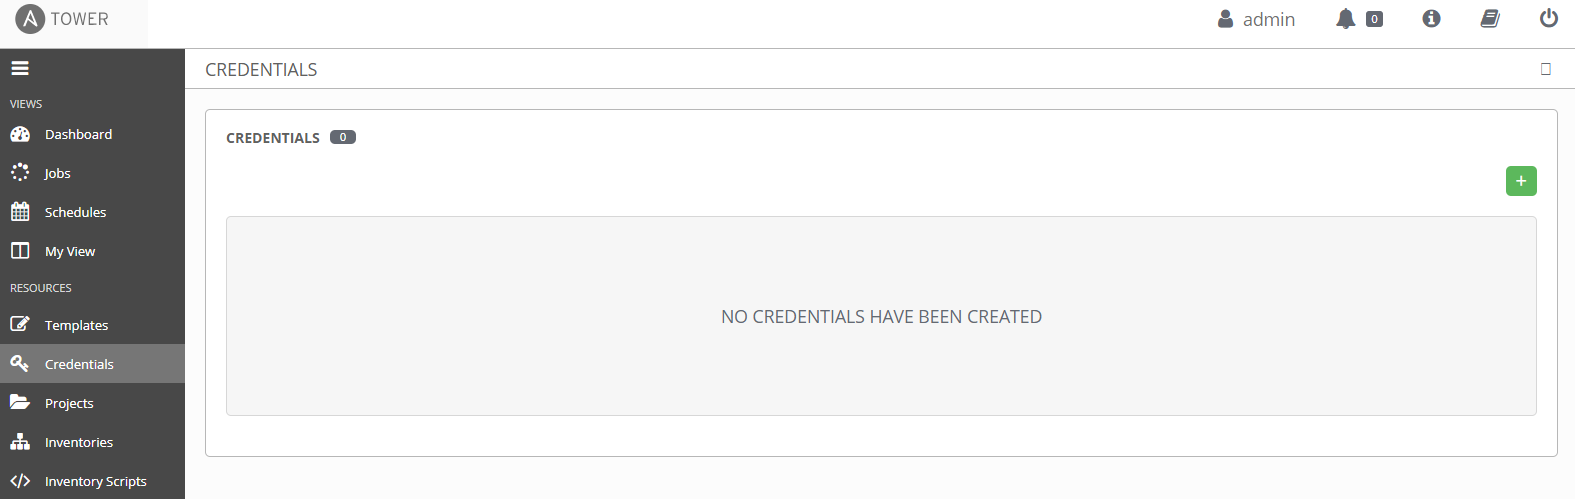 A TOWER
admin 0
CREDENTIALS
VIEWS
Dashboard
Jobs
Schedules
My View
RESOURCES
Templates
Credentials
Projects
Inventories
Inventory Scripts
CREDENTIALS 0
+
NO CREDENTIALS HAVE BEEN CREATED